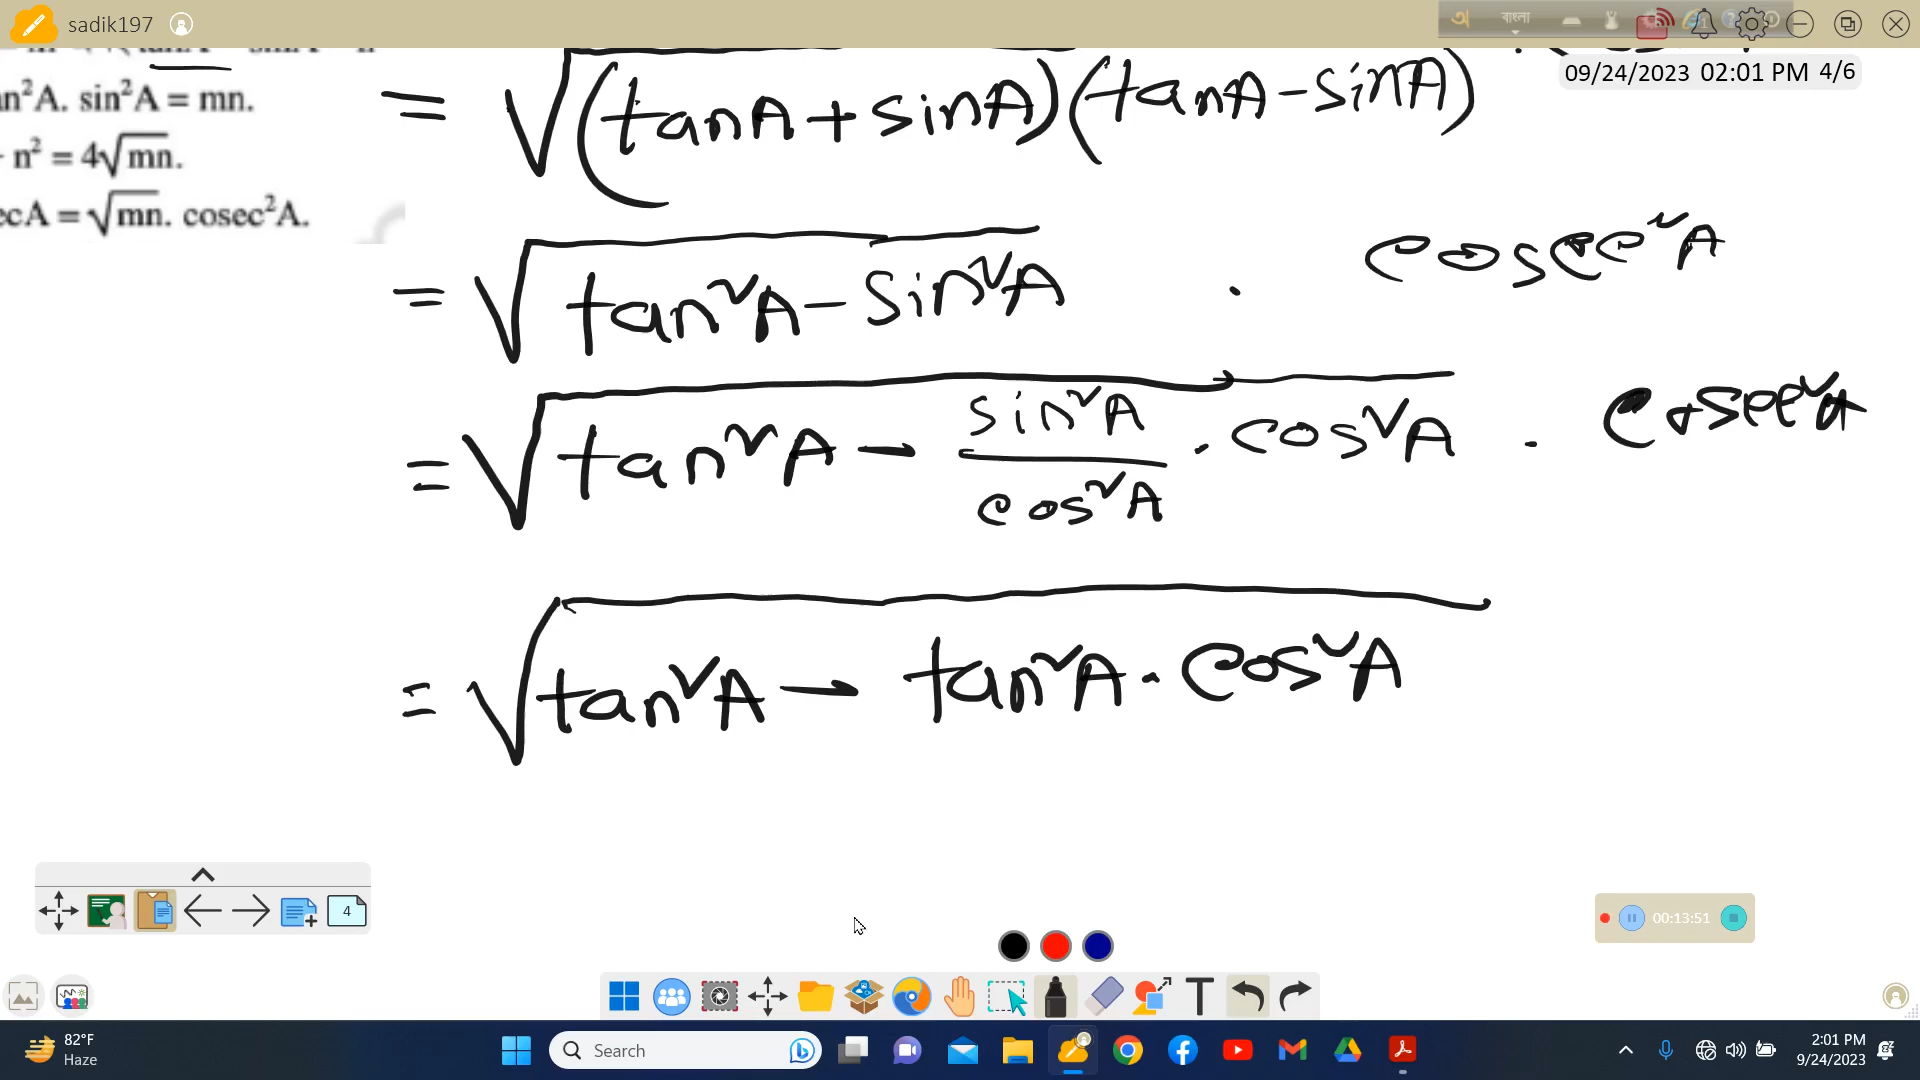 sadik197
বাংলা
09/24/2023 02:01 PM 4/6
= √(tanA + sinA)(tanA - sinA)
n²A. sin²A = mn.
- n² = 4√mn.
ecA = √mn. cosec²A.
= √tan²A - sin²A . cosec²A
= √tan²A - sin²A/cos²A . cos²A . cosec²A
= √tan²A - tan²A . cos²A
4
00:13:51
T
82°F
Haze
Search
2:01 PM
9/24/2023